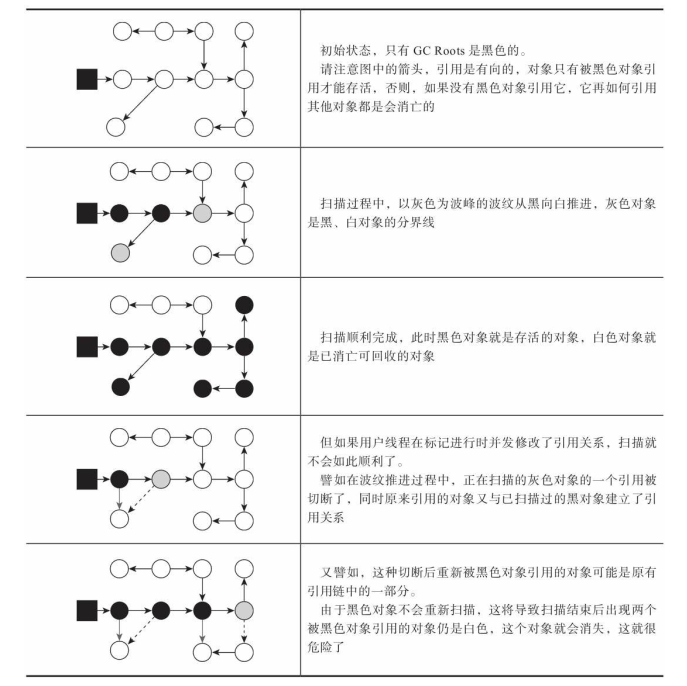 初始状态，只有 GC Roots 是黑色的。
请注意图中的箭头，引用是有向的，对象只有被黑色对象引
用才能存活，否则，如果没有黑色对象引用它，它再如何引用
其他对象都是会消亡的
扫描过程中，以灰色为波峰的波纹从黑向白推进，灰色对象
是黑、白对象的分界线
扫描顺利完成，此时黑色对象就是存活的对象，白色对象就
是已消亡可回收的对象
但如果用户线程在标记进行时并发修改了引用关系，扫描就
不会如此顺利了。
譬如在波纹推进过程中，正在扫描的灰色对象的一个引用被
切断了，同时原来引用的对象又与已扫描过的黑对象建立了引
用关系
又譬如，这种切断后重新被黑色对象引用的对象可能是原有
引用链中的一部分。
由于黑色对象不会重新扫描，这将导致扫描结束后出现两个
被黑色对象引用的对象仍是白色，这个对象就会消失，这就很
危险了